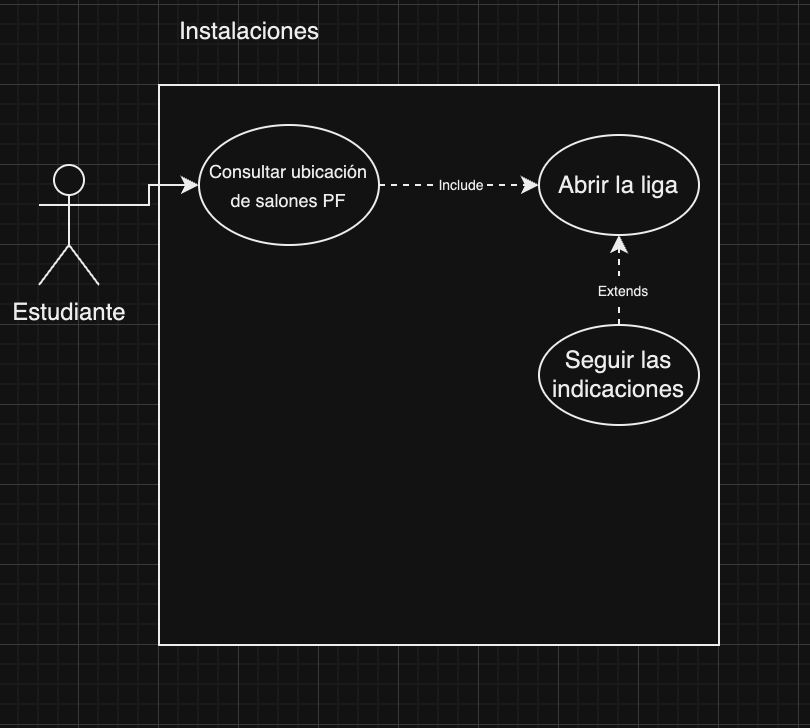 Instalaciones
Consultar ubicación
de salones PF
Include
Abrir la liga
Extends
Estudiante
Seguir las
indicaciones